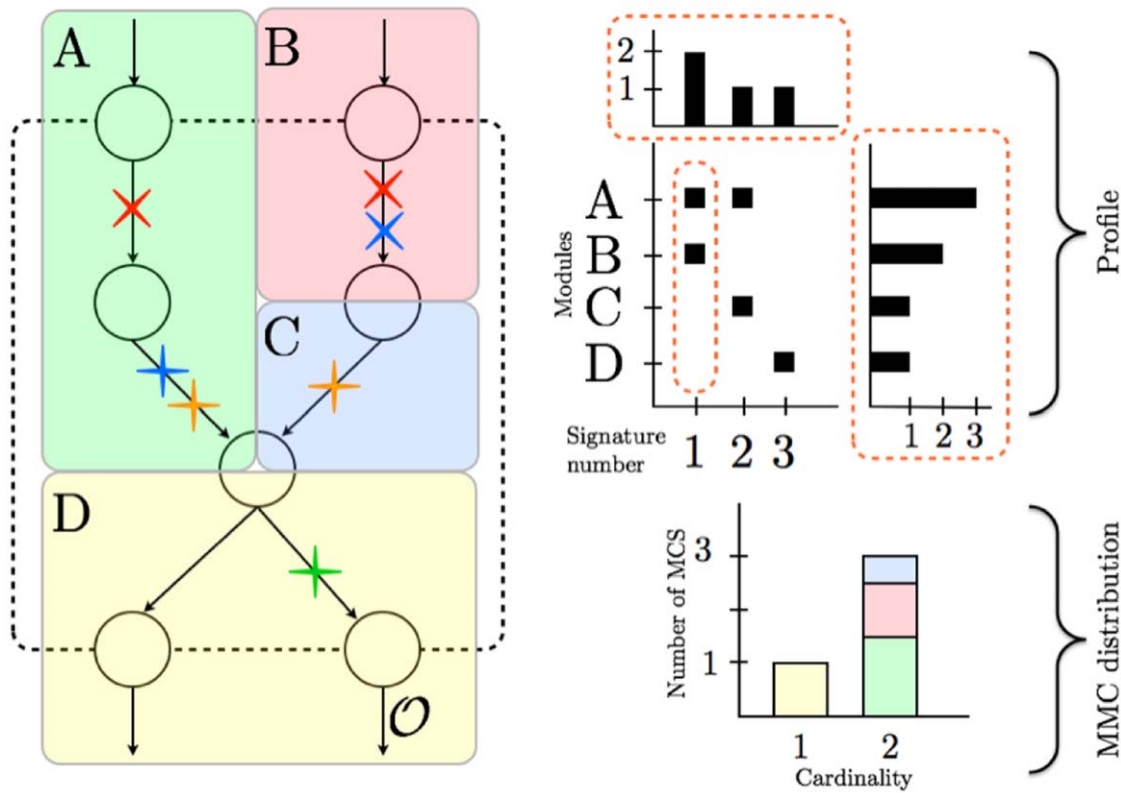 A
B
C
D
𝒪
2
1
A
B
C
D
Modules
Signature
number
1 2 3
1 2 3
Profile
3
1
Number of MCS
1 2
Cardinality
MMC distribution